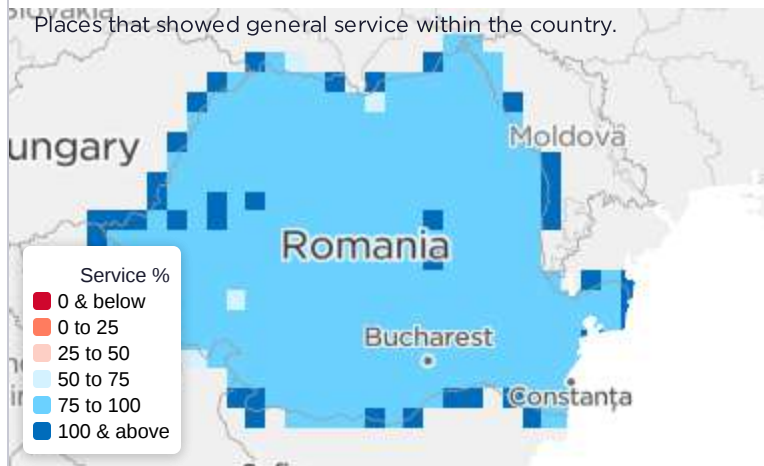 Slovakia
Places that showed general service within the country.
Moldova
ungary
Romania
Service %
0 & below
0 to 25
25 to 50
50 to 75
75 to 100
100 & above
Bucharest
Constanța